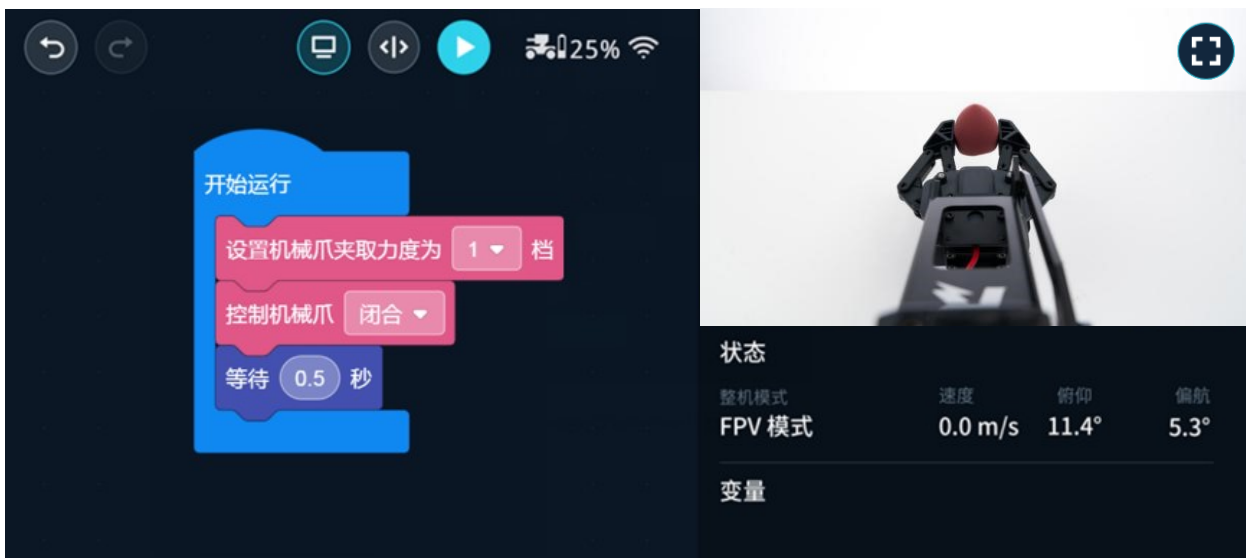 25%
开始运行
设置机械爪夹取力度为 1 档
控制机械爪 闭合
等待 0.5 秒
状态
整机模式 速度 俯仰 偏航
FPV 模式 0.0 m/s 11.4° 5.3°
变量